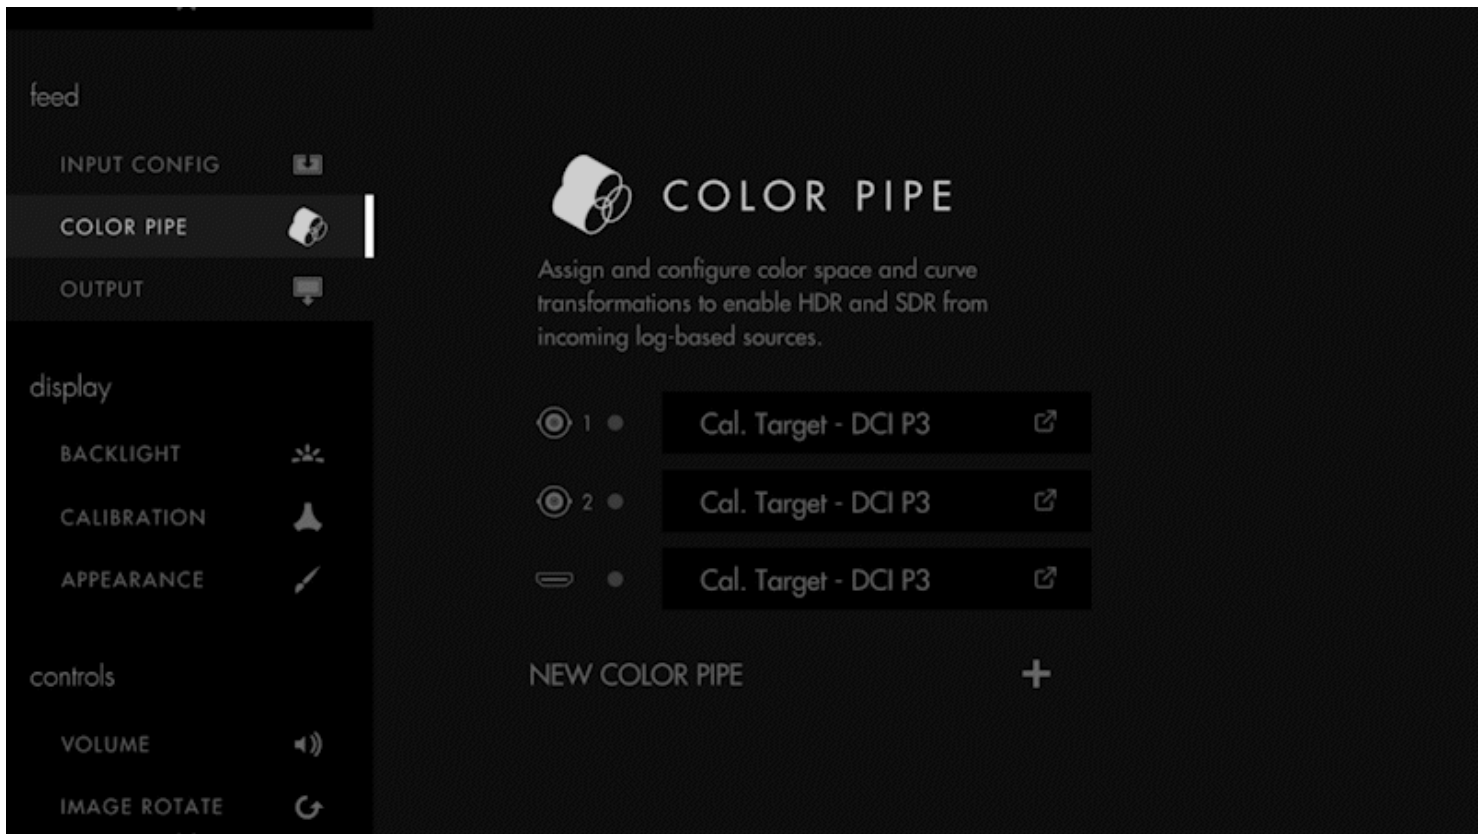 feed
INPUT CONFIG
COLOR PIPE
OUTPUT
display
BACKLIGHT
CALIBRATION
APPEARANCE
controls
VOLUME
IMAGE ROTATE
COLOR PIPE
Assign and configure color space and curve
transformations to enable HDR and SDR from
incoming log-based sources.
1 Cal. Target - DCI P3
2 Cal. Target - DCI P3
Cal. Target - DCI P3
NEW COLOR PIPE